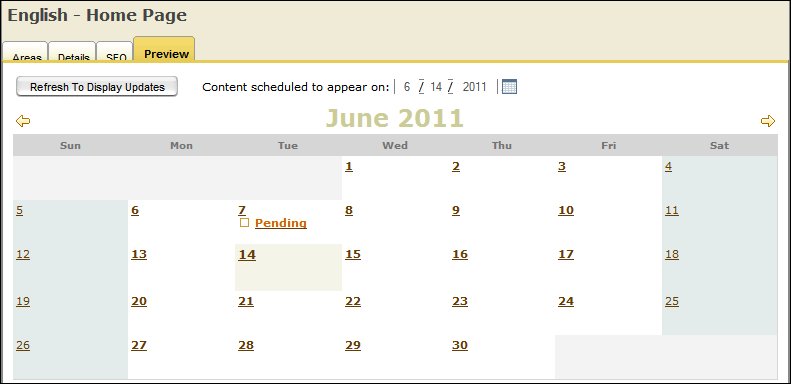 English - Home Page
Areas Details SEO Preview
Refresh To Display Updates Content scheduled to appear on: 6 / 14 / 2011
June 2011
Sun Mon Tue Wed Thu Fri Sat
1 2 3 4
5 6 7 8 9 10 11
Pending
12 13 14 15 16 17 18
19 20 21 22 23 24 25
26 27 28 29 30